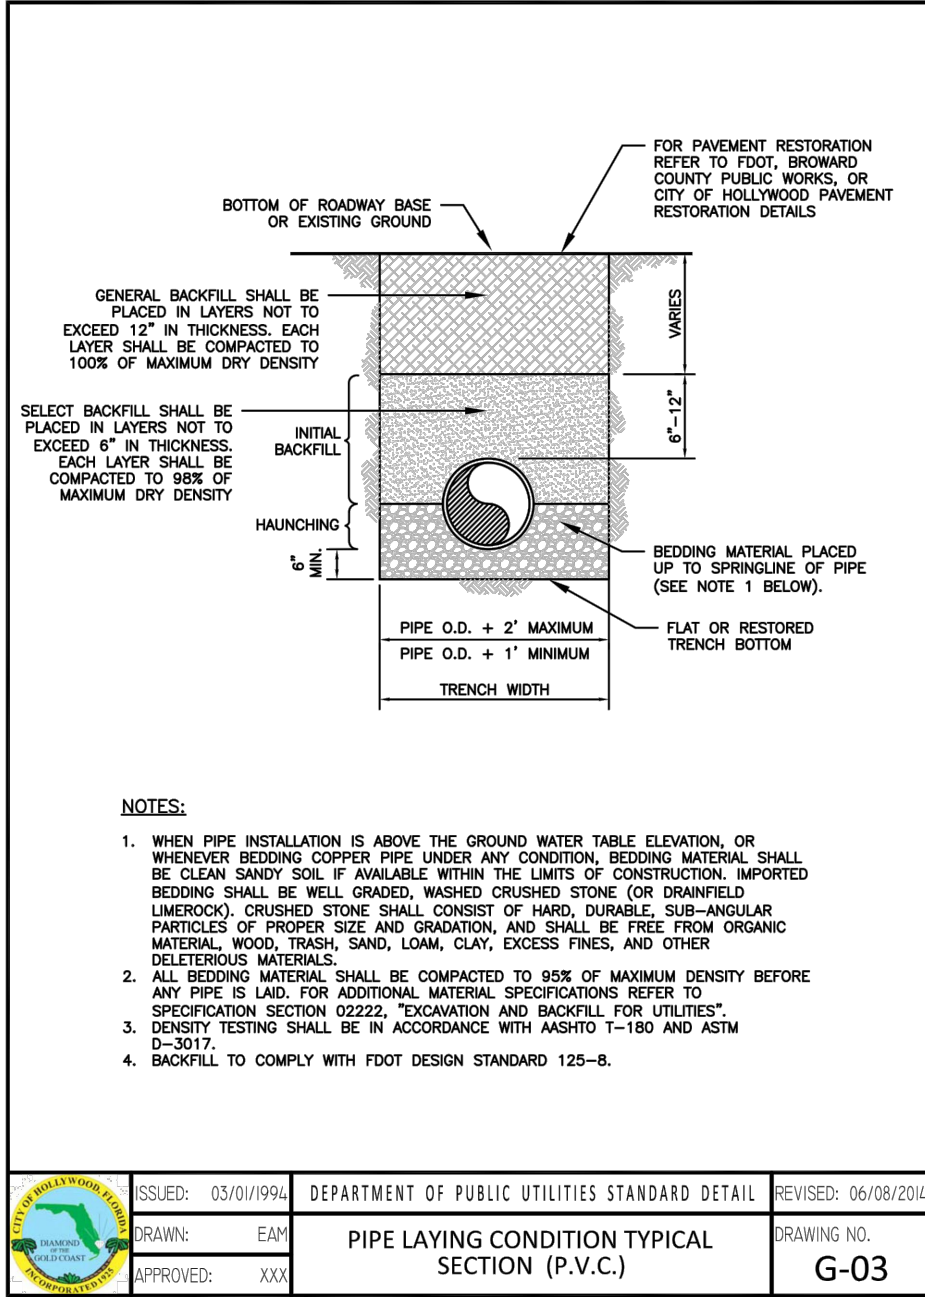 FOR PAVEMENT RESTORATION
REFER TO FDOT, BROWARD
COUNTY PUBLIC WORKS, OR
CITY OF HOLLYWOOD PAVEMENT
RESTORATION DETAILS
BOTTOM OF ROADWAY BASE
OR EXISTING GROUND
GENERAL BACKFILL SHALL BE
PLACED IN LAYERS NOT TO
EXCEED 12" IN THICKNESS. EACH
LAYER SHALL BE COMPACTED TO
100% OF MAXIMUM DRY DENSITY
VARIES
SELECT BACKFILL SHALL BE
PLACED IN LAYERS NOT TO
EXCEED 6" IN THICKNESS.
EACH LAYER SHALL BE
COMPACTED TO 98% OF
MAXIMUM DRY DENSITY
INITIAL
BACKFILL
6"-12"
HAUNCHING
6"
MIN.
BEDDING MATERIAL PLACED
UP TO SPRINGLINE OF PIPE
(SEE NOTE 1 BELOW).
FLAT OR RESTORED
TRENCH BOTTOM
PIPE O.D. + 2' MAXIMUM
PIPE O.D. + 1' MINIMUM
TRENCH WIDTH
NOTES:
1. WHEN PIPE INSTALLATION IS ABOVE THE GROUND WATER TABLE ELEVATION, OR
WHENEVER BEDDING COPPER PIPE UNDER ANY CONDITION, BEDDING MATERIAL SHALL
BE CLEAN SANDY SOIL IF AVAILABLE WITHIN THE LIMITS OF CONSTRUCTION. IMPORTED
BEDDING SHALL BE WELL GRADED, WASHED CRUSHED STONE (OR DRAINFIELD
LIMEROCK). CRUSHED STONE SHALL CONSIST OF HARD, DURABLE, SUB-ANGULAR
PARTICLES OF PROPER SIZE AND GRADATION, AND SHALL BE FREE FROM ORGANIC
MATERIAL, WOOD, TRASH, SAND, LOAM, CLAY, EXCESS FINES, AND OTHER
DELETERIOUS MATERIALS.
2. ALL BEDDING MATERIAL SHALL BE COMPACTED TO 95% OF MAXIMUM DENSITY BEFORE
ANY PIPE IS LAID. FOR ADDITIONAL MATERIAL SPECIFICATIONS REFER TO
SPECIFICATION SECTION 02222, "EXCAVATION AND BACKFILL FOR UTILITIES".
3. DENSITY TESTING SHALL BE IN ACCORDANCE WITH AASHTO T-180 AND ASTM
D-3017.
4. BACKFILL TO COMPLY WITH FDOT DESIGN STANDARD 125-8.
CITY OF HOLLYWOOD, FLORIDA
DIAMOND
OF THE
GOLD COAST
INCORPORATED 1925
ISSUED: 03/01/1994
DRAWN: EAM
APPROVED: XXX
DEPARTMENT OF PUBLIC UTILITIES STANDARD DETAIL
PIPE LAYING CONDITION TYPICAL
SECTION (P.V.C.)
REVISED: 06/08/2014
DRAWING NO.
G-03